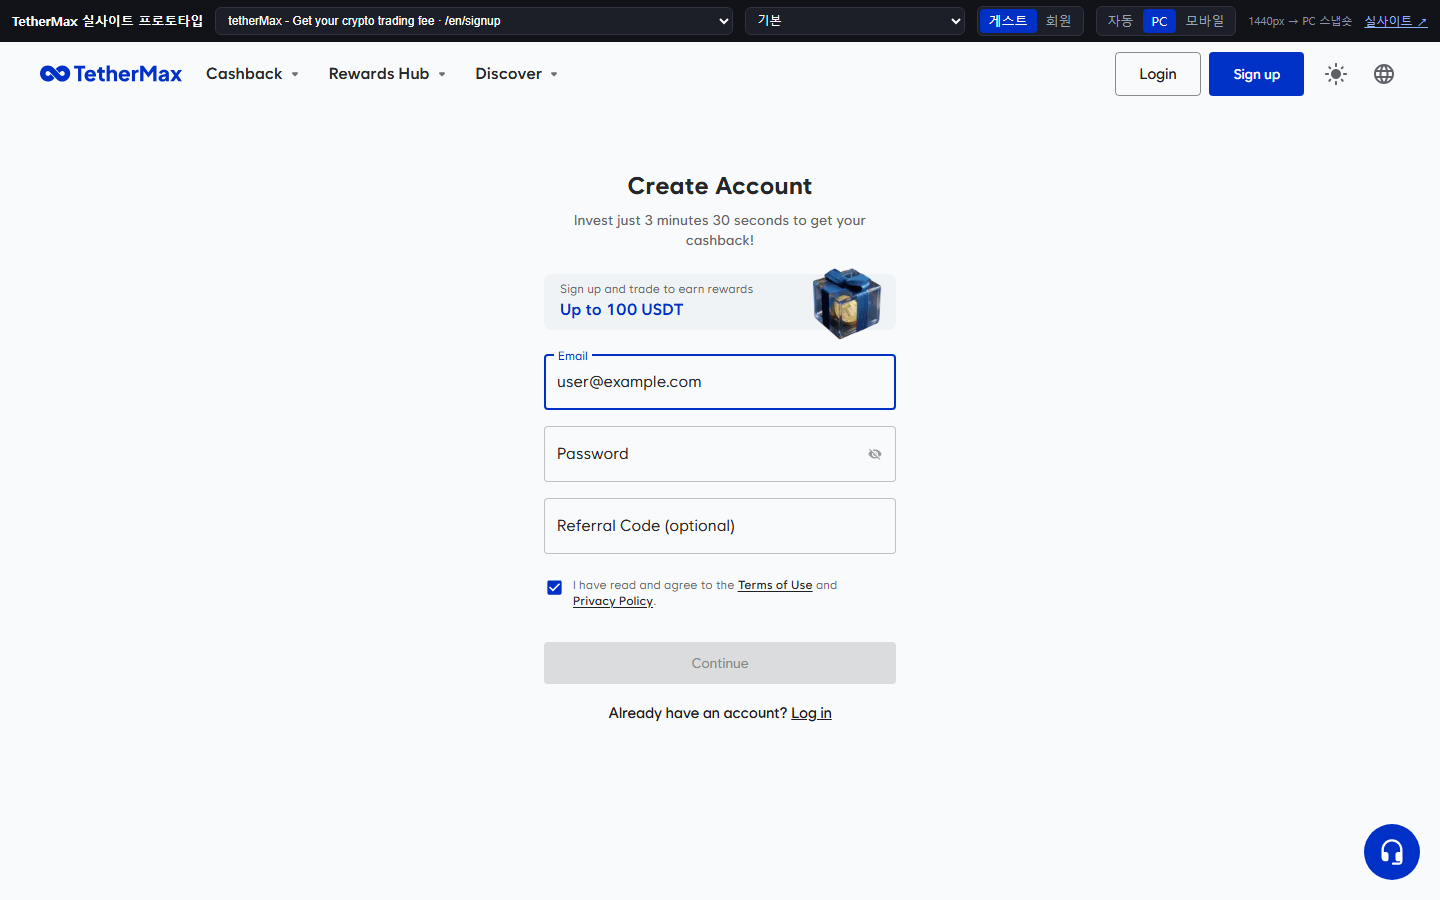 TetherMax 실사이트 프로토타입
tetherMax - Get your crypto trading fee · /en/signup
기본
게스트 회원
자동 PC 모바일
1440px → PC 스냅숏
실사이트 ↗
TetherMax
Cashback
Rewards Hub
Discover
Login
Sign up
Create Account
Invest just 3 minutes 30 seconds to get your
cashback!
Sign up and trade to earn rewards
Up to 100 USDT
Email
user@example.com
Password
Referral Code (optional)
I have read and agree to the Terms of Use and
Privacy Policy.
Continue
Already have an account? Log in